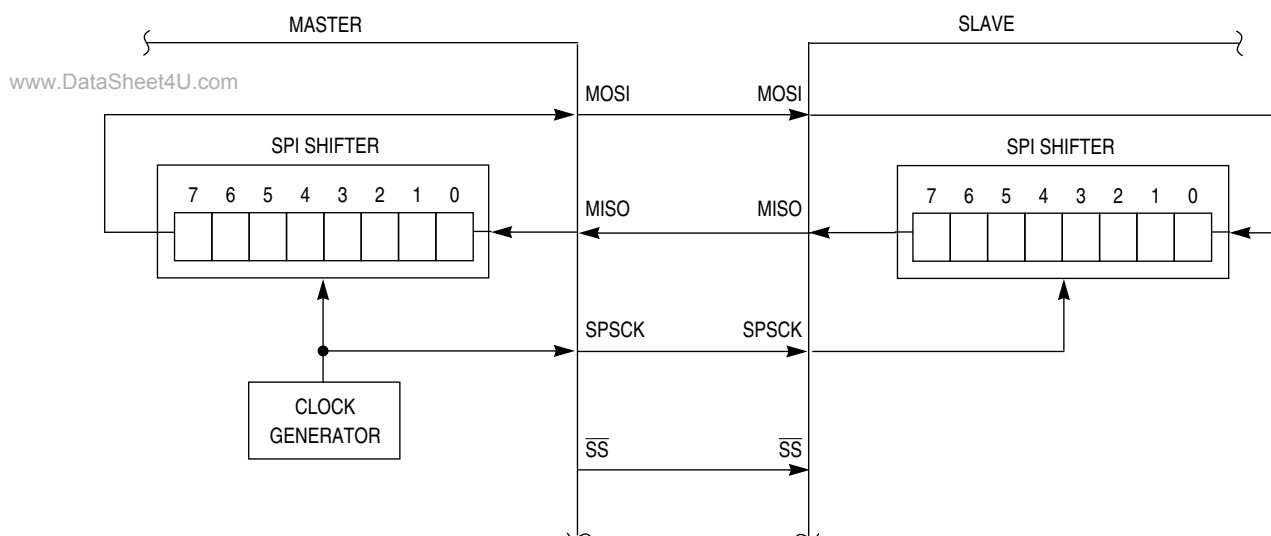 MASTER
SLAVE
www.DataSheet4U.com
MOSI MOSI
SPI SHIFTER
SPI SHIFTER
7 6 5 4 3 2 1 0
MISO MISO
7 6 5 4 3 2 1 0
SPSCK SPSCK
CLOCK
GENERATOR
SS SS